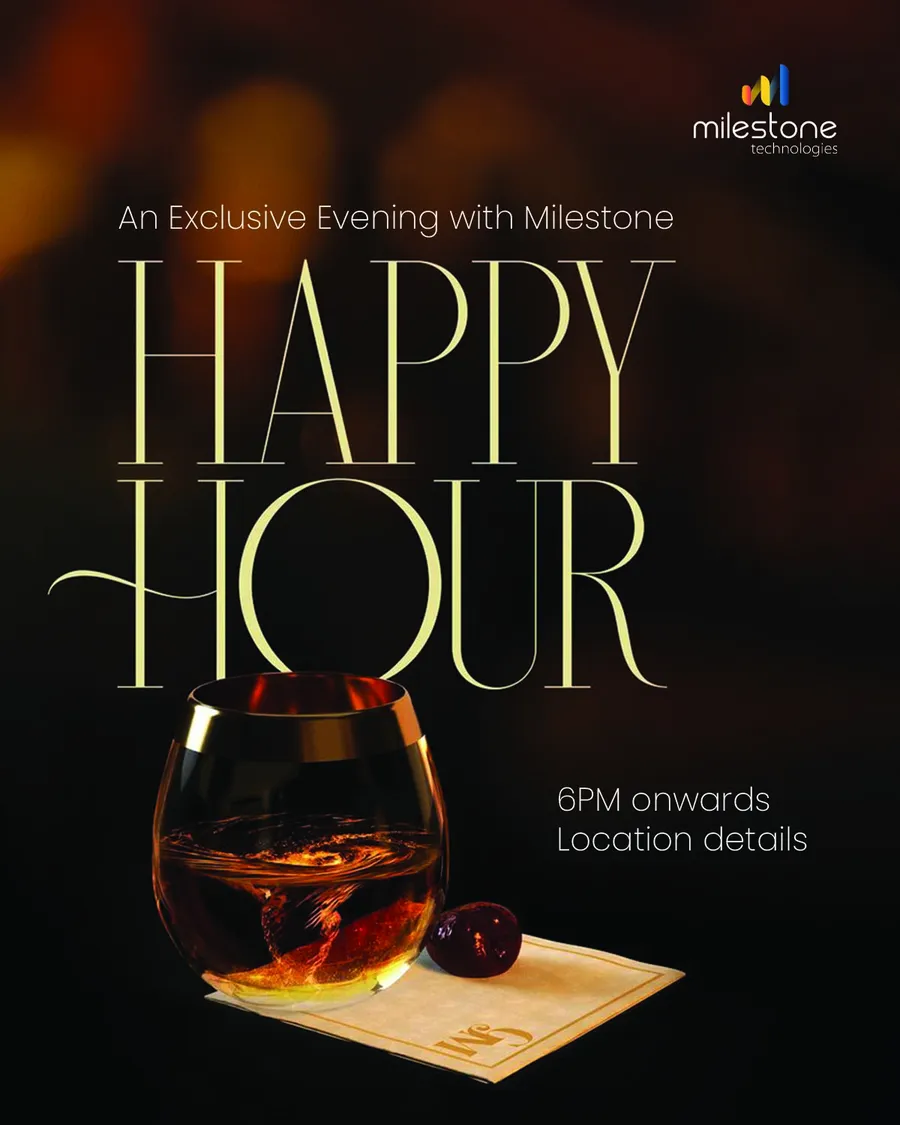 milestone
technologies
An Exclusive Evening with Milestone
HAPPY
HOUR
6PM onwards
Location details